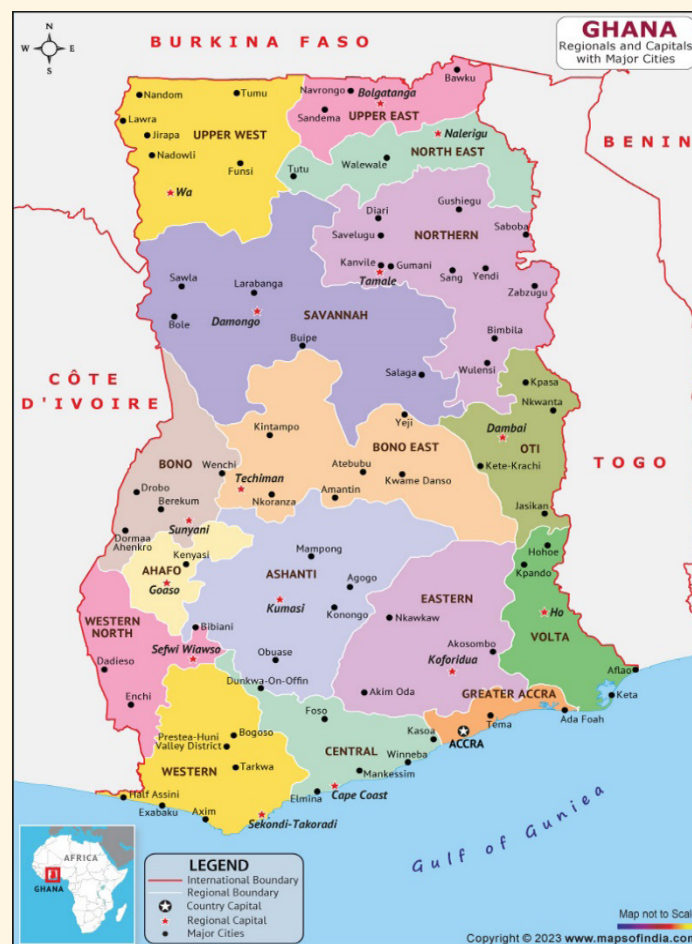 GHANA
Regionals and Capitals
with Major Cities
N
W
E
S
BURKINA FASO
BENIN
TOGO
CÔTE
D'IVOIRE
Bawku
Navrongo
Bolgatanga
Sandema
UPPER EAST
Nandom
Tumu
Lawra
Jirapa
UPPER WEST
Nadowli
Funsi
Wa
Nalerigu
NORTH EAST
Walewale
Tutu
Gushiegu
Diari
NORTHERN
Savelugu
Saboba
Kanvile
Gumani
Tamale
Sang
Yendi
Zabzugu
Bimbila
Wulensi
Sawla
Larabanga
Damongo
SAVANNAH
Bole
Buipe
Salaga
Kpasa
Nkwanta
Dambai
OTI
Kete-Krachi
Jasikan
Yeji
Kintampo
BONO EAST
Atebubu
Techiman
Kwame Danso
Nkoranza
Amantin
BONO
Wenchi
Drobo
Berekum
Sunyani
Dormaa
Ahenkro
Kenyasi
AHAFO
Goaso
Mampong
ASHANTI
Agogo
Kumasi
Konongo
Obuase
EASTERN
Nkawkaw
Akosombo
Koforidua
Akim Oda
Hohoe
Kpando
Ho
VOLTA
Aflao
Keta
WESTERN
NORTH
Bibiani
Sefwi Wiawso
Dadieso
Enchi
Dunkwa-On-Offin
GREATER ACCRA
Tema
Ada Foah
ACCRA
Foso
Kasoa
CENTRAL
Winneba
Mankessim
Elmina
Cape Coast
Prestea-Huni
Valley District
Bogoso
WESTERN
Tarkwa
Half Assini
Exabaku
Axim
Sekondi-Takoradi
Gulf of Guniea
AFRICA
GHANA
LEGEND
International Boundary
Regional Boundary
Country Capital
Regional Capital
Major Cities
Map not to Scal
Copyright © 2023 www.mapsofindia.com